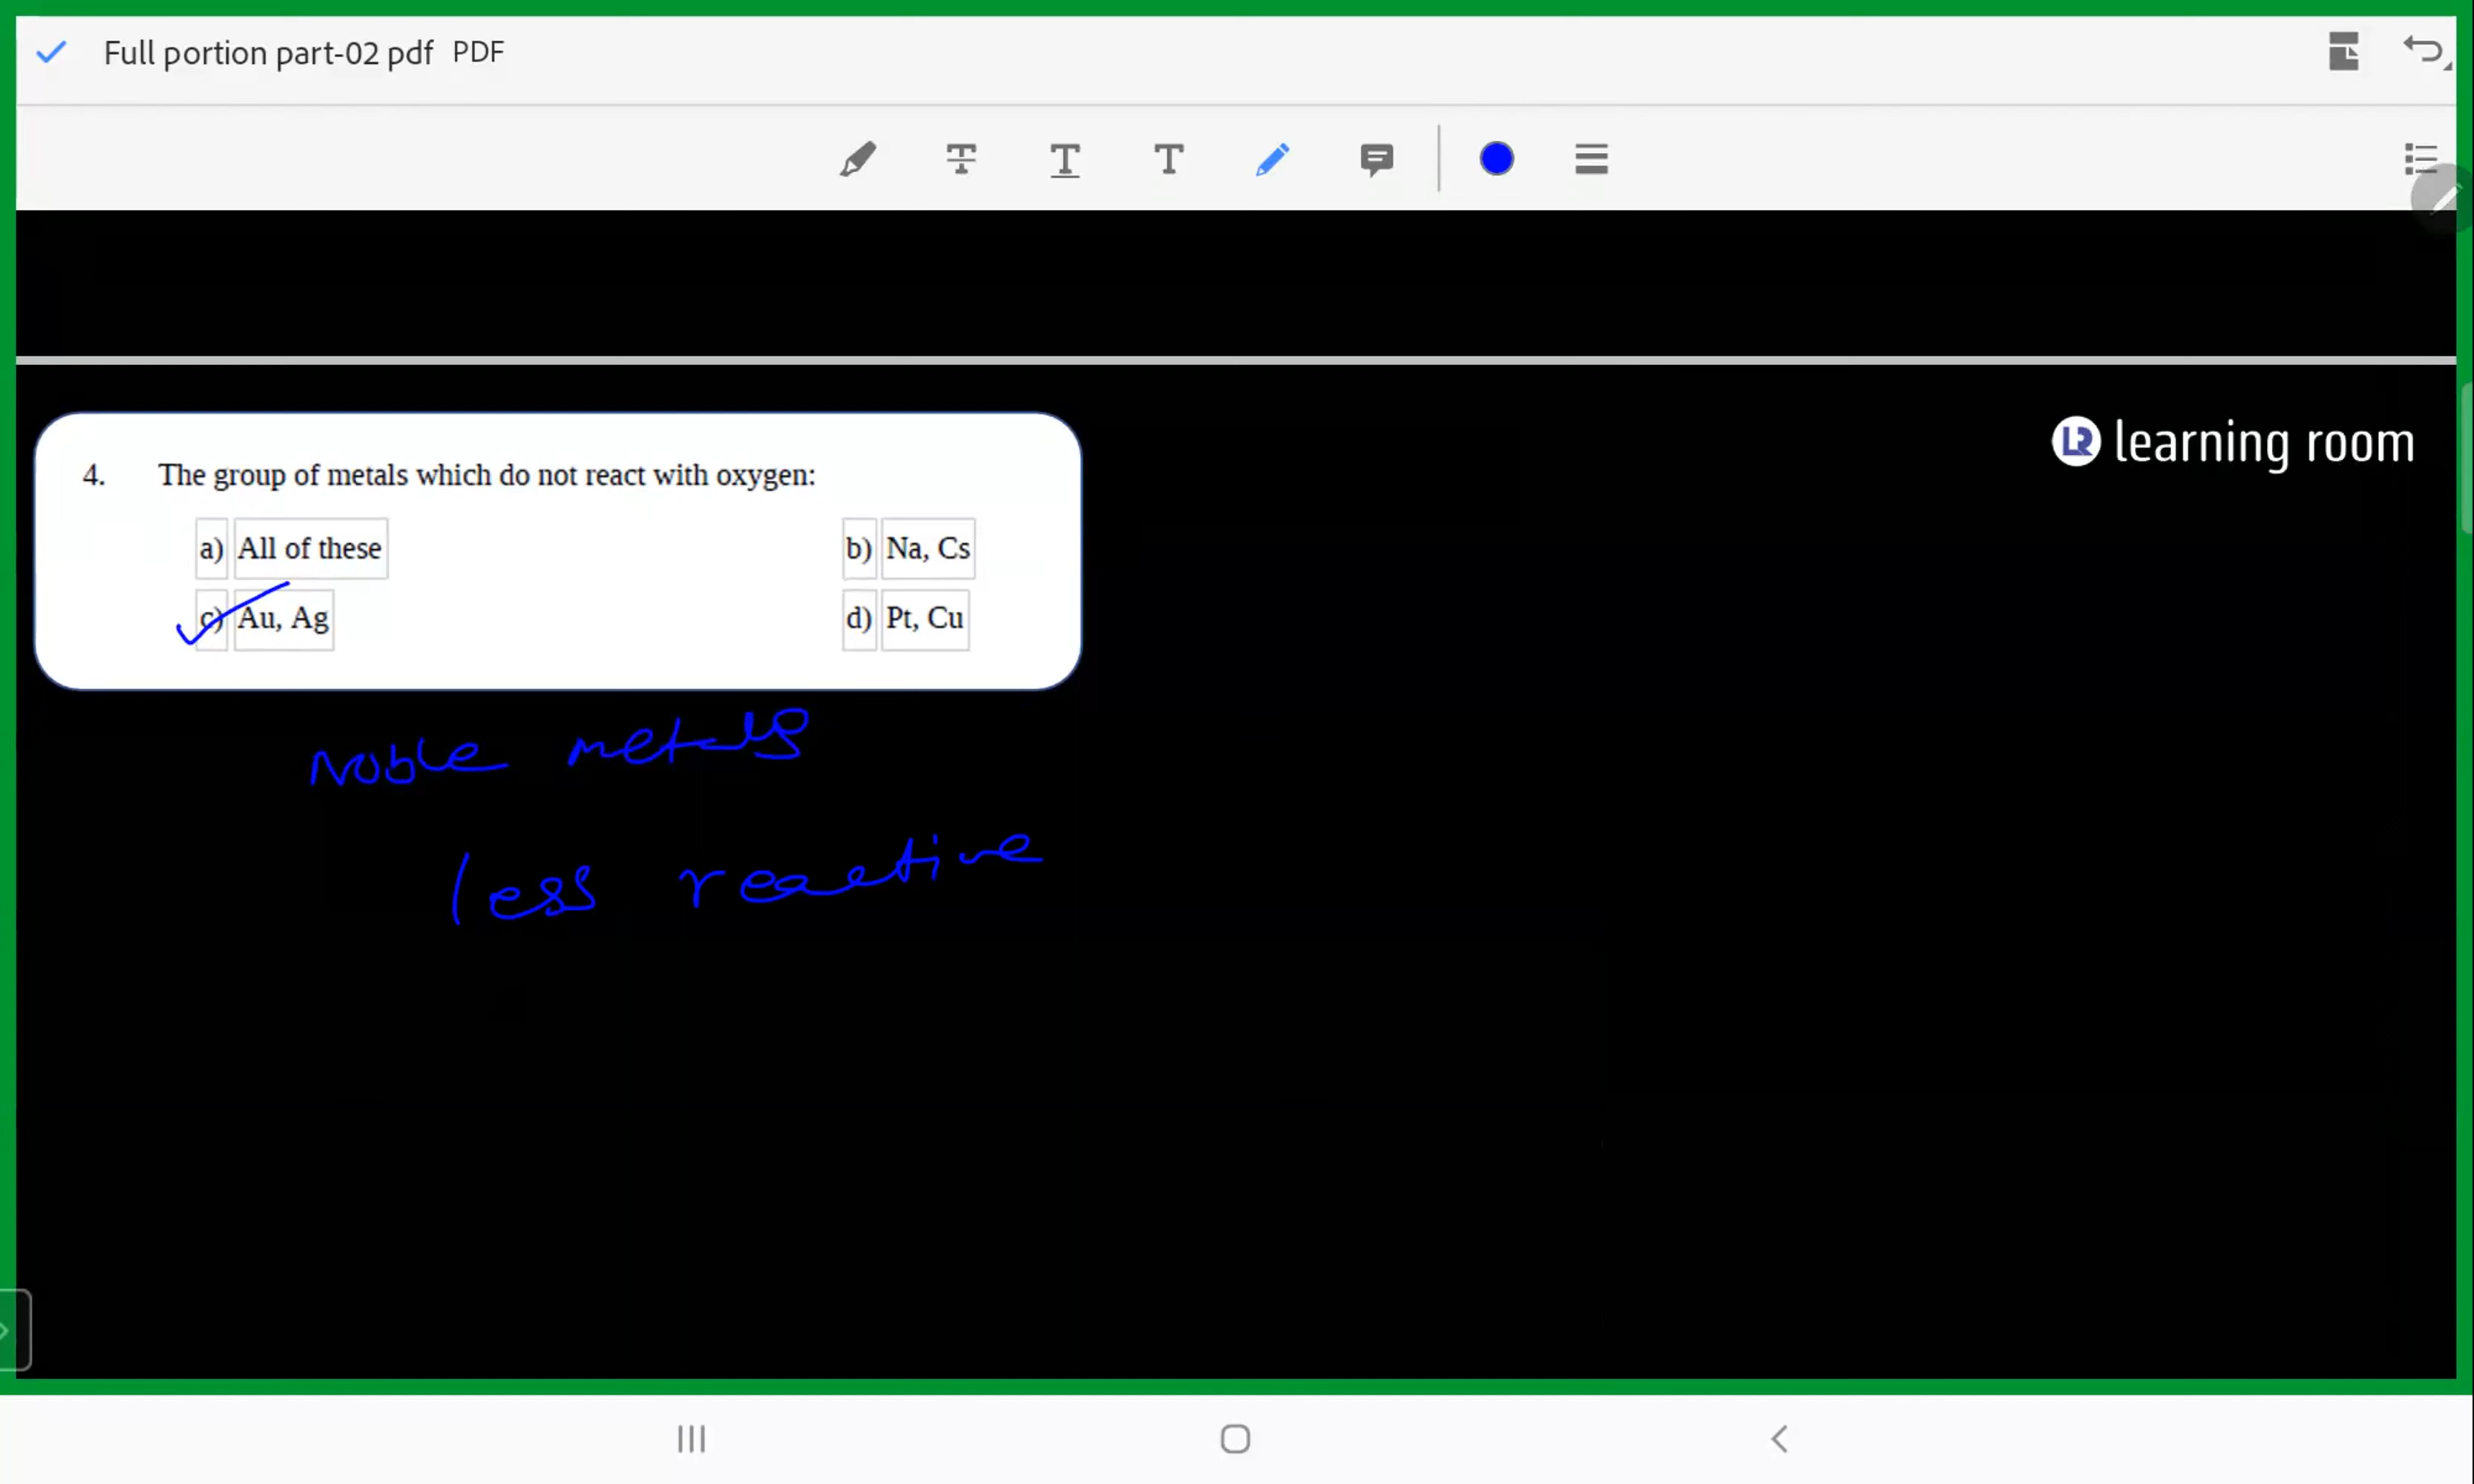 Full portion part-02 pdf PDF
LR learning room
4. The group of metals which do not react with oxygen:
a) All of these b) Na, Cs
c) Au, Ag d) Pt, Cu
Noble metals
less reactive